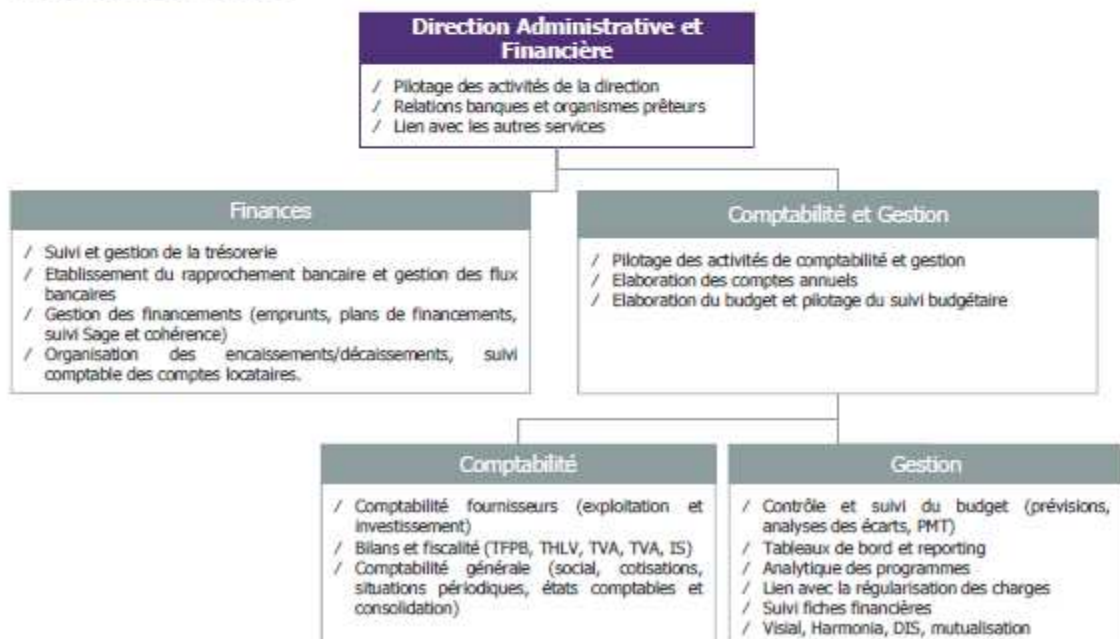 Direction Administrative et
Financière
/ Pilotage des activités de la direction
/ Relations banques et organismes prêteurs
/ Lien avec les autres services
Finances
/ Suivi et gestion de la trésorerie
/ Etablissement du rapprochement bancaire et gestion des flux
bancaires
/ Gestion des financements (emprunts, plans de financements,
suivi Sage et cohérence)
/ Organisation des encaissements/décaissements, suivi
comptable des comptes locataires.
Comptabilité et Gestion
/ Pilotage des activités de comptabilité et gestion
/ Elaboration des comptes annuels
/ Elaboration du budget et pilotage du suivi budgétaire
Comptabilité
/ Comptabilité fournisseurs (exploitation et
investissement)
/ Bilans et fiscalité (TFPB, THLV, TVA, TVA, IS)
/ Comptabilité générale (social, cotisations,
situations périodiques, états comptables et
consolidation)
Gestion
/ Contrôle et suivi du budget (prévisions,
analyses des écarts, PMT)
/ Tableaux de bord et reporting
/ Analytique des programmes
/ Lien avec la régularisation des charges
/ Suivi fiches financières
/ Visial, Harmonia, DIS, mutualisation